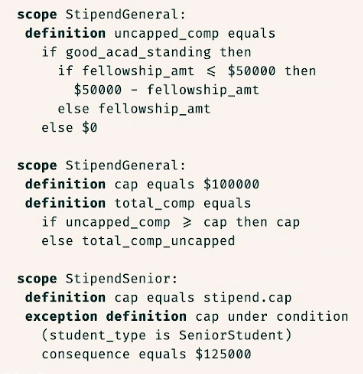 scope StipendGeneral:
definition uncapped_comp equals
if good_acad_standing then
if fellowship_amt ⩽ $50000 then
$50000 - fellowship_amt
else fellowship_amt
else $0
scope StipendGeneral:
definition cap equals $100000
definition total_comp equals
if uncapped_comp ⩾ cap then cap
else total_comp_uncapped
scope StipendSenior:
definition cap equals stipend.cap
exception definition cap under condition
(student_type is SeniorStudent)
consequence equals $125000